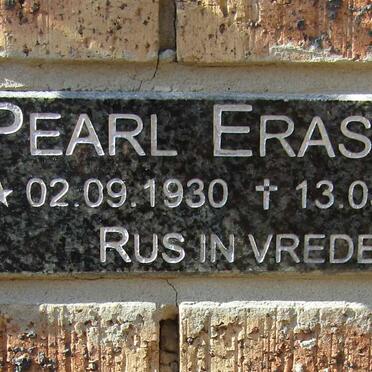 PEARL ERAS
★ 02.09.1930 ✝ 13.0
RUS IN VREDE